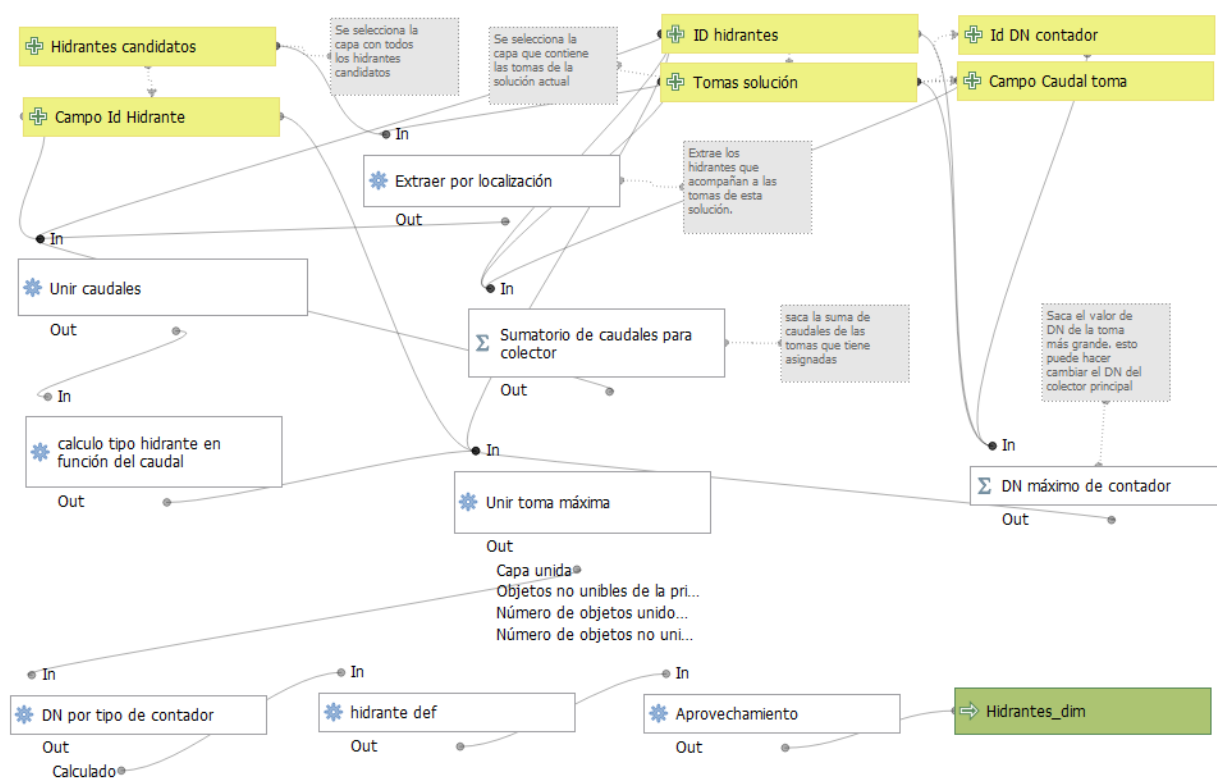 Hidrantes candidatos
Campo Id Hidrante
Se selecciona la
capa con todos
los hidrantes
candidatos
Se selecciona la
capa que contiene
las tomas de la
solución actual
ID hidrantes
Tomas solución
Id DN contador
Campo Caudal toma
In
Extraer por localización
Out
Extrae los
hidrantes que
acompañan a las
tomas de esta
solución.
In
Unir caudales
Out
In
Sumatorio de caudales para
colector
Out
saca la suma de
caudales de las
tomas que tiene
asignadas
Saca el valor de
DN de la toma
más grande. esto
puede hacer
cambiar el DN del
colector principal
In
calculo tipo hidrante en
función del caudal
Out
In
Unir toma máxima
Out
Capa unida
Objetos no unibles de la pri...
Número de objetos unido...
Número de objetos no uni...
In
DN máximo de contador
Out
In
DN por tipo de contador
Out
Calculado
In
hidrante def
Out
In
Aprovechamiento
Out
Hidrantes_dim